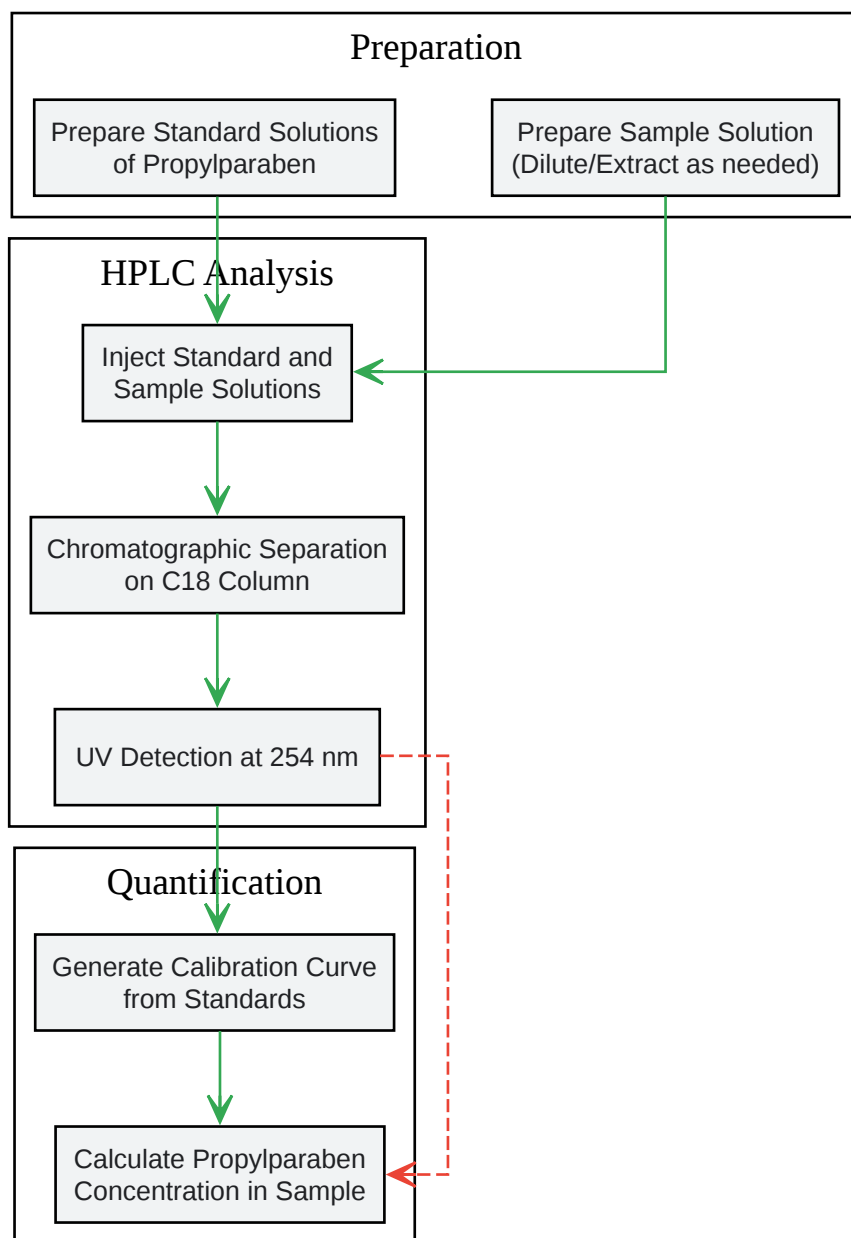 Preparation
Prepare Standard Solutions
of Propylparaben
Prepare Sample Solution
(Dilute/Extract as needed)
HPLC Analysis
Inject Standard and
Sample Solutions
Chromatographic Separation
on C18 Column
UV Detection at 254 nm
Quantification
Generate Calibration Curve
from Standards
Calculate Propylparaben
Concentration in Sample